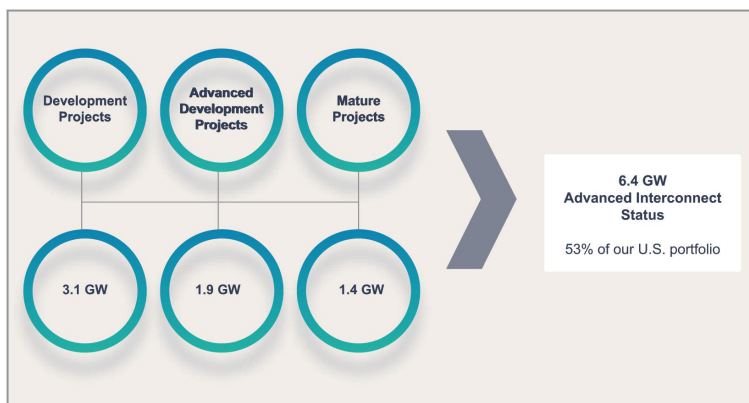 Development
Projects
Advanced
Development
Projects
Mature
Projects
3.1 GW
1.9 GW
1.4 GW
6.4 GW
Advanced Interconnect
Status
53% of our U.S. portfolio